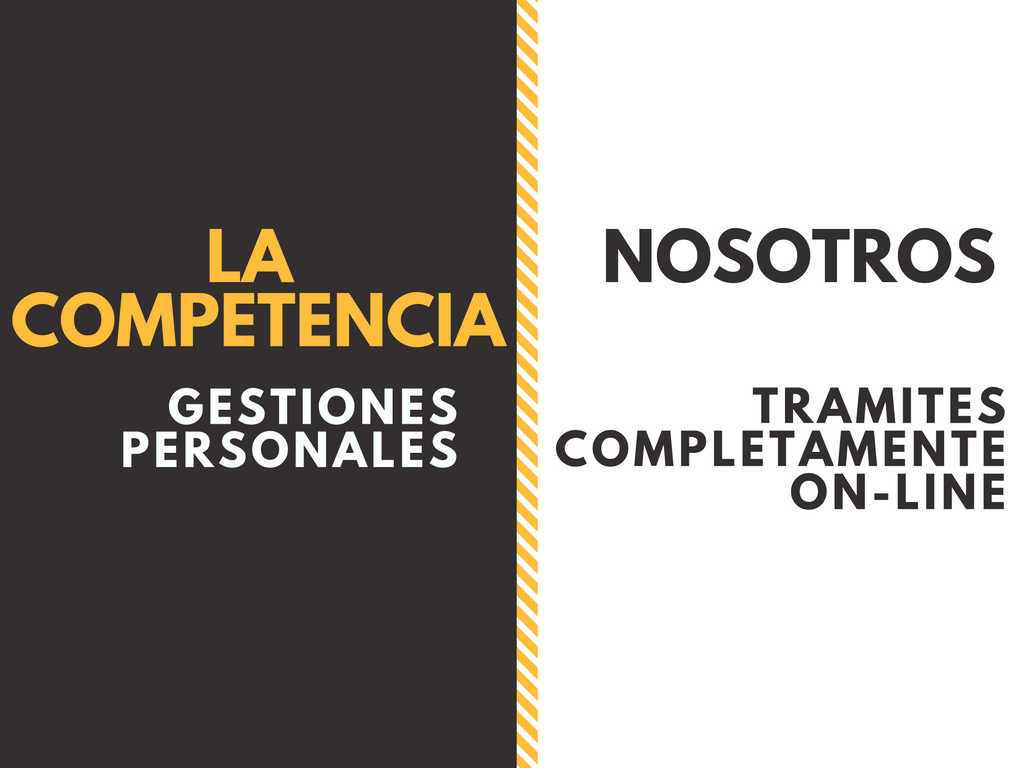 LA
COMPETENCIA
GESTIONES
PERSONALES
NOSOTROS
TRAMITES
COMPLETAMENTE
ON-LINE